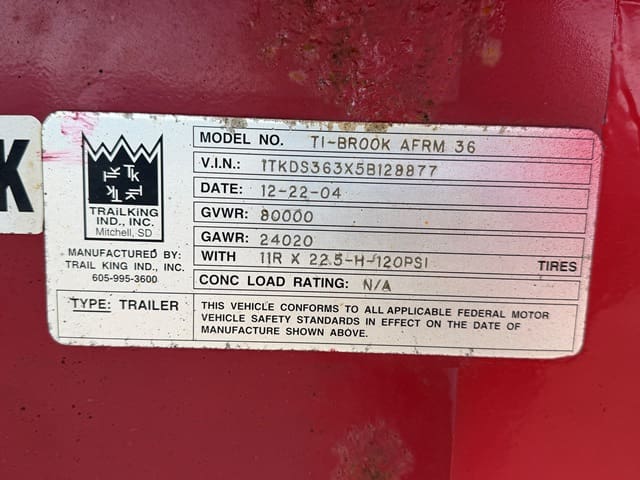 K
TK
TRAILKING
IND., INC.
Mitchell, SD
MANUFACTURED BY:
TRAIL KING IND., INC.
605-995-3600
TYPE: TRAILER
MODEL NO. TI-BROOK AFRM 36
V.I.N.: 1TKDS363X5B128877
DATE: 12-22-04
GVWR: 80000
GAWR: 24020
WITH 11R X 22.5-H-120PSI TIRES
CONC LOAD RATING: N/A
THIS VEHICLE CONFORMS TO ALL APPLICABLE FEDERAL MOTOR
VEHICLE SAFETY STANDARDS IN EFFECT ON THE DATE OF
MANUFACTURE SHOWN ABOVE.